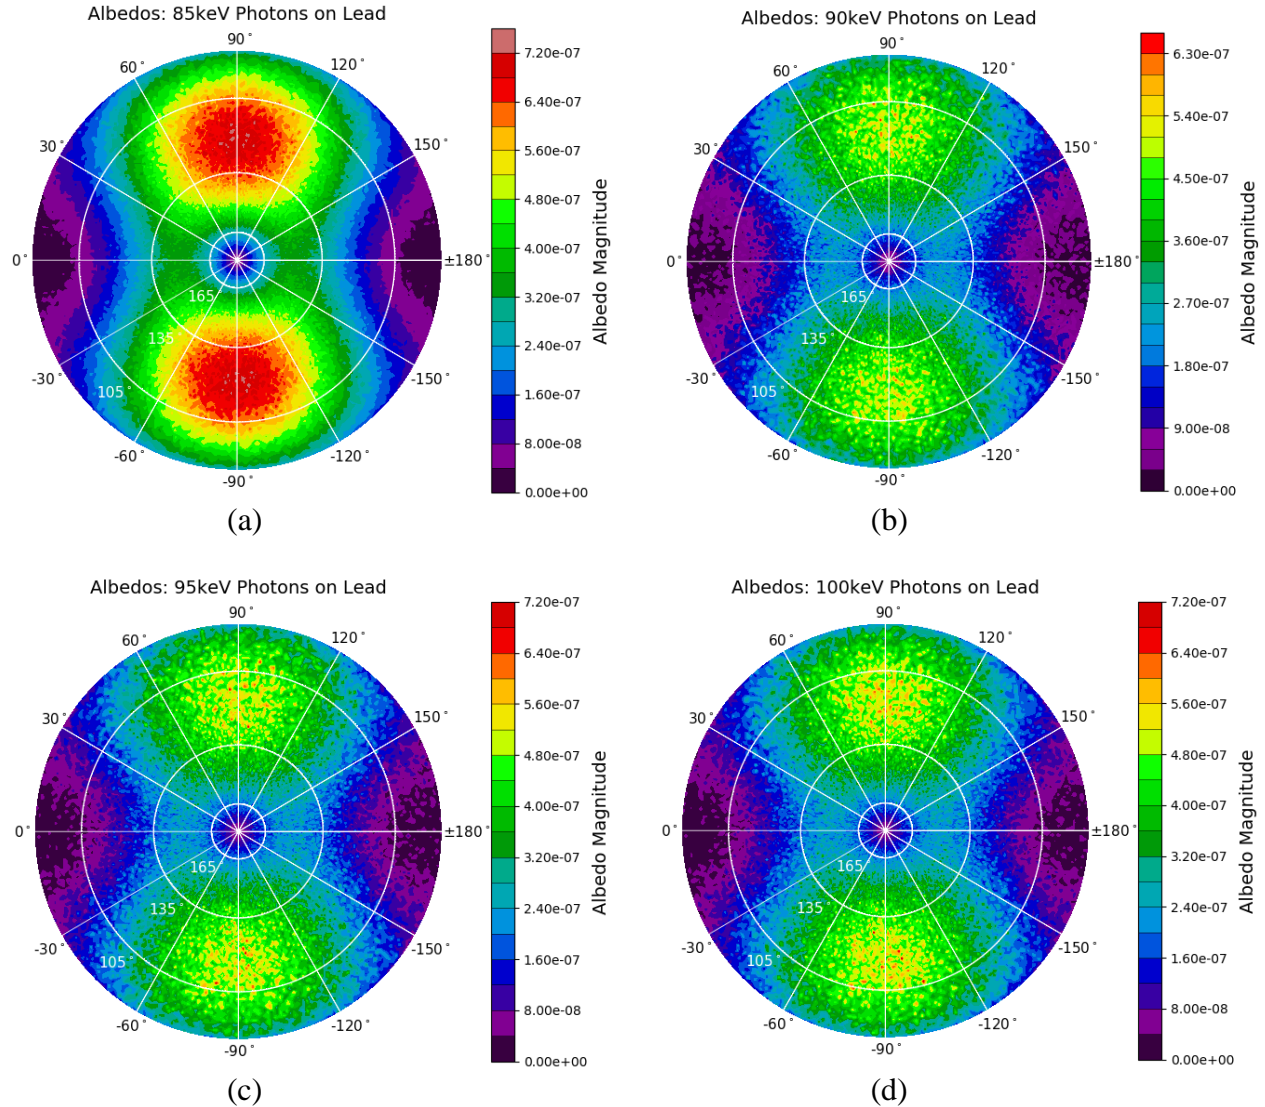 Albedos: 85keV Photons on Lead
90°
60°
120°
30°
150°
0°
±180°
165°
135°
105°
-30°
-150°
-60°
-120°
-90°
7.20e-07
6.40e-07
5.60e-07
4.80e-07
4.00e-07
3.20e-07
2.40e-07
1.60e-07
8.00e-08
0.00e+00
Albedo Magnitude
(a)
Albedos: 90keV Photons on Lead
90°
60°
120°
30°
150°
0°
±180°
165°
135°
105°
-30°
-150°
-60°
-120°
-90°
6.30e-07
5.40e-07
4.50e-07
3.60e-07
2.70e-07
1.80e-07
9.00e-08
0.00e+00
Albedo Magnitude
(b)
Albedos: 95keV Photons on Lead
90°
60°
120°
30°
150°
0°
±180°
165°
135°
105°
-30°
-150°
-60°
-120°
-90°
7.20e-07
6.40e-07
5.60e-07
4.80e-07
4.00e-07
3.20e-07
2.40e-07
1.60e-07
8.00e-08
0.00e+00
Albedo Magnitude
(c)
Albedos: 100keV Photons on Lead
90°
60°
120°
30°
150°
0°
±180°
165°
135°
105°
-30°
-150°
-60°
-120°
-90°
7.20e-07
6.40e-07
5.60e-07
4.80e-07
4.00e-07
3.20e-07
2.40e-07
1.60e-07
8.00e-08
0.00e+00
Albedo Magnitude
(d)